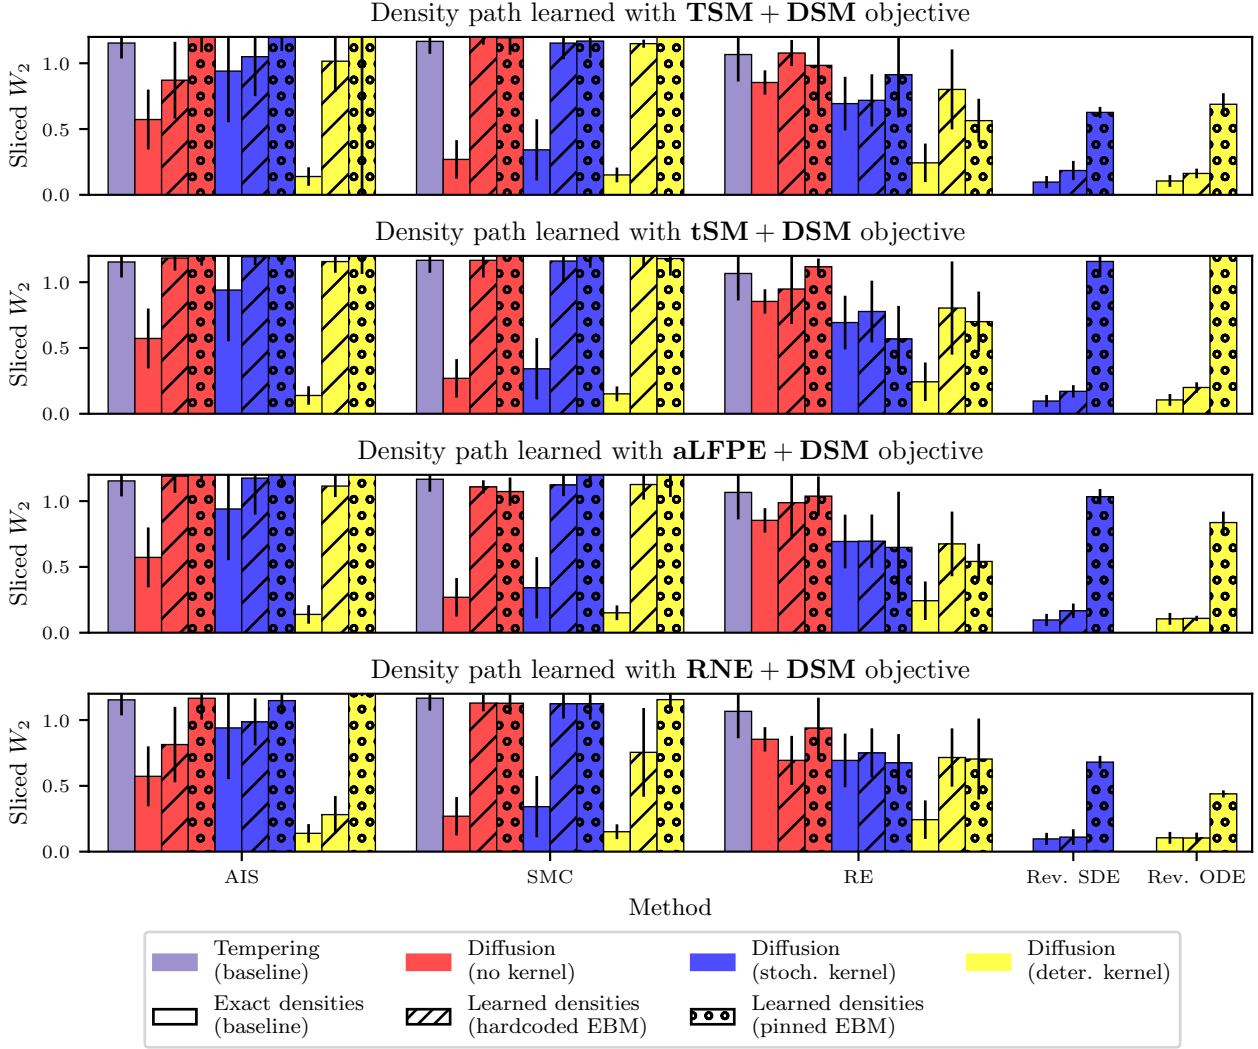 Density path learned with TSM + DSM objective
Sliced W2
1.0
0.5
0.0
Density path learned with tSM + DSM objective
Sliced W2
1.0
0.5
0.0
Density path learned with aLFPE + DSM objective
Sliced W2
1.0
0.5
0.0
Density path learned with RNE + DSM objective
Sliced W2
1.0
0.5
0.0
AIS SMC RE Rev. SDE Rev. ODE
Method
Tempering
(baseline)
Diffusion
(no kernel)
Diffusion
(stoch. kernel)
Diffusion
(deter. kernel)
Exact densities
(baseline)
Learned densities
(hardcoded EBM)
Learned densities
(pinned EBM)